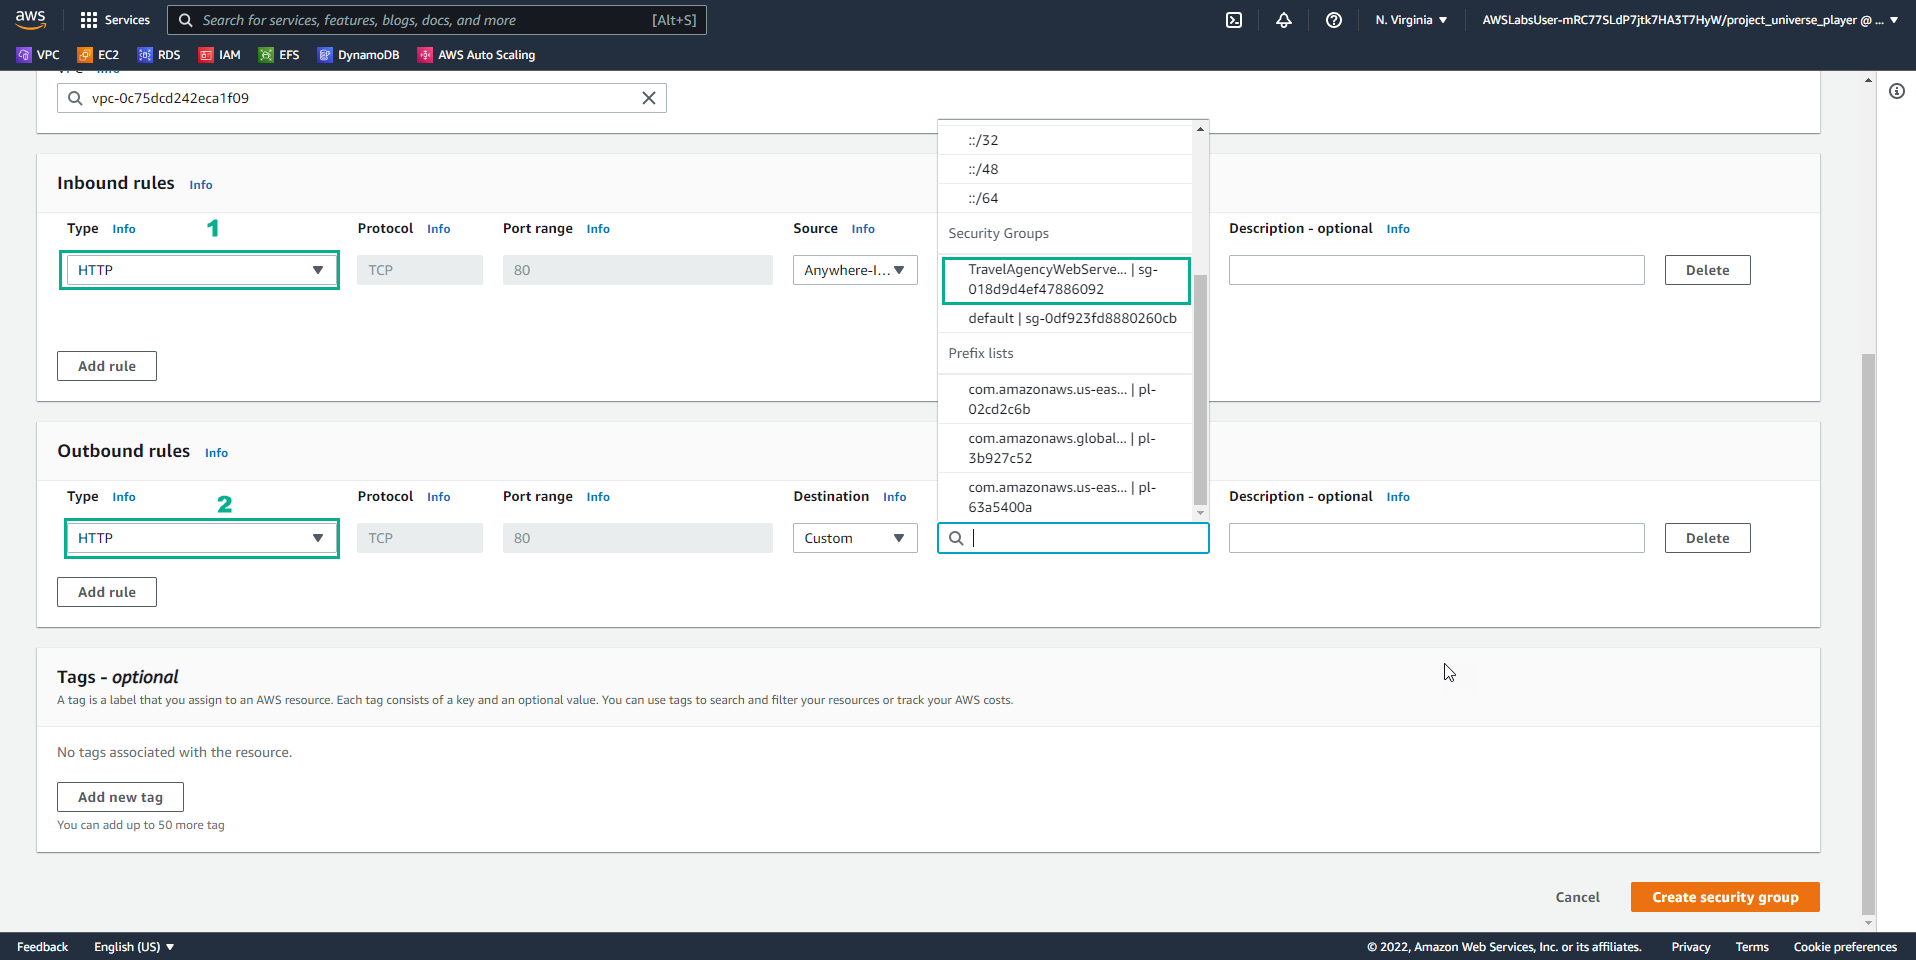 aws
Services
Search for services, features, blogs, docs, and more
[Alt+S]
N. Virginia
AWSLabsUser-mRC77SLdP7jtk7HA3T7HyW/project_universe_player @ ...
VPC
EC2
RDS
IAM
EFS
DynamoDB
AWS Auto Scaling
VPC Info
vpc-0c75dcd242eca1f09
Inbound rules Info
Type Info
1
Protocol Info
Port range Info
Source Info
Description - optional Info
HTTP
TCP
80
Anywhere-I...
Delete
Add rule
::/32
::/48
::/64
Security Groups
TravelAgencyWebServe... | sg-
018d9d4ef47886092
default | sg-0df923fd8880260cb
Prefix lists
com.amazonaws.us-eas... | pl-
02cd2c6b
com.amazonaws.global... | pl-
3b927c52
com.amazonaws.us-eas... | pl-
63a5400a
Outbound rules Info
Type Info
2
Protocol Info
Port range Info
Destination Info
Description - optional Info
HTTP
TCP
80
Custom
Delete
Add rule
Tags - optional
A tag is a label that you assign to an AWS resource. Each tag consists of a key and an optional value. You can use tags to search and filter your resources or track your AWS costs.
No tags associated with the resource.
Add new tag
You can add up to 50 more tag
Cancel
Create security group
Feedback
English (US)
© 2022, Amazon Web Services, Inc. or its affiliates.
Privacy
Terms
Cookie preferences